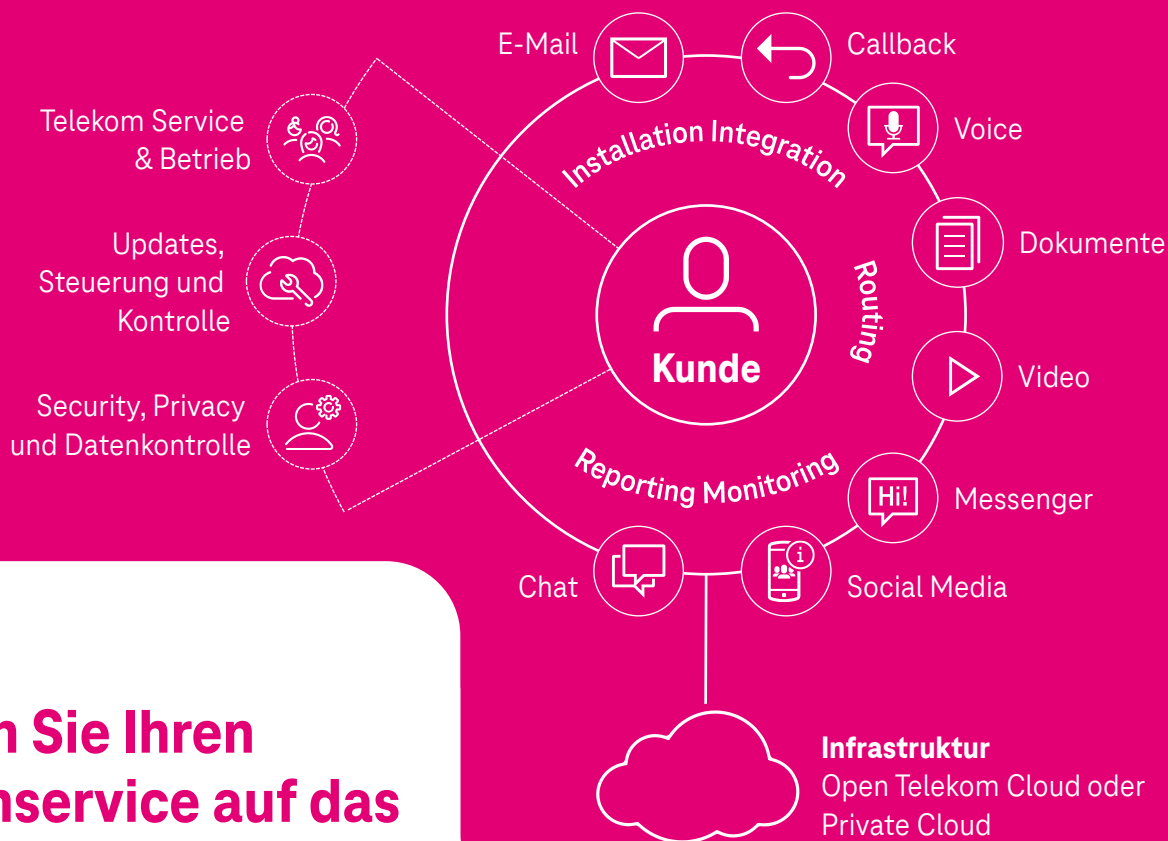 E-Mail
Callback
Telekom Service
& Betrieb
Installation Integration
Voice
Updates,
Steuerung und
Kontrolle
Dokumente
Routing
Kunde
Video
Security, Privacy
und Datenkontrolle
Reporting Monitoring
Hi!
Messenger
i
Chat
Social Media
Sie Ihren
auf das
Infrastruktur
Open Telekom Cloud oder
Private Cloud